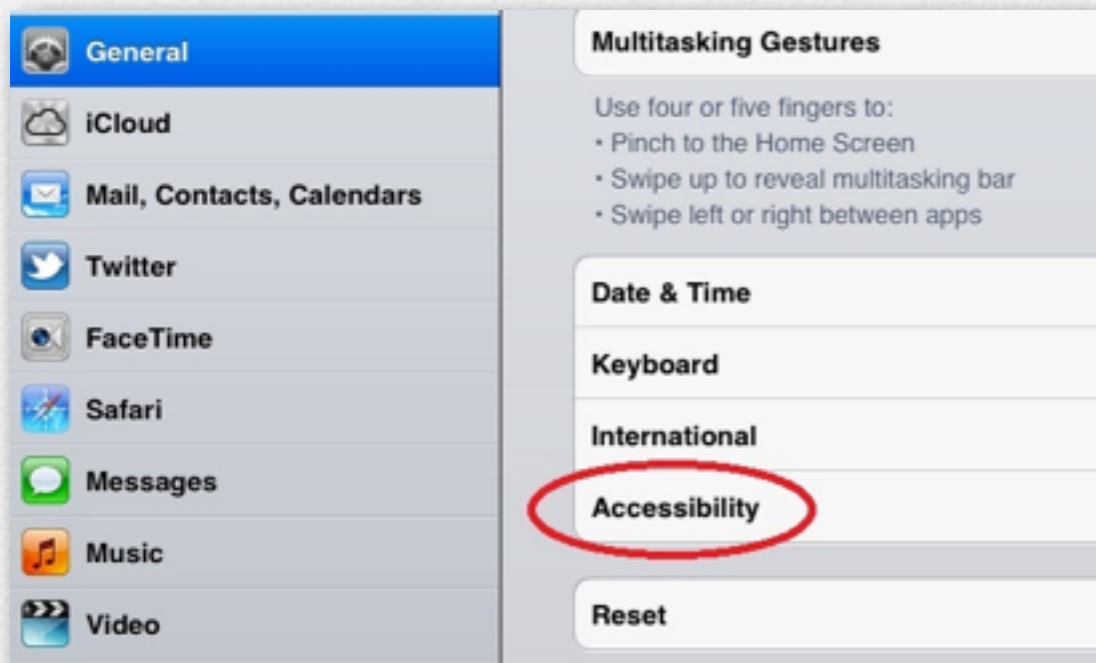 General
iCloud
Mail, Contacts, Calendars
Twitter
FaceTime
Safari
Messages
Music
Video
Multitasking Gestures
Use four or five fingers to:
• Pinch to the Home Screen
• Swipe up to reveal multitasking bar
• Swipe left or right between apps
Date & Time
Keyboard
International
Accessibility
Reset